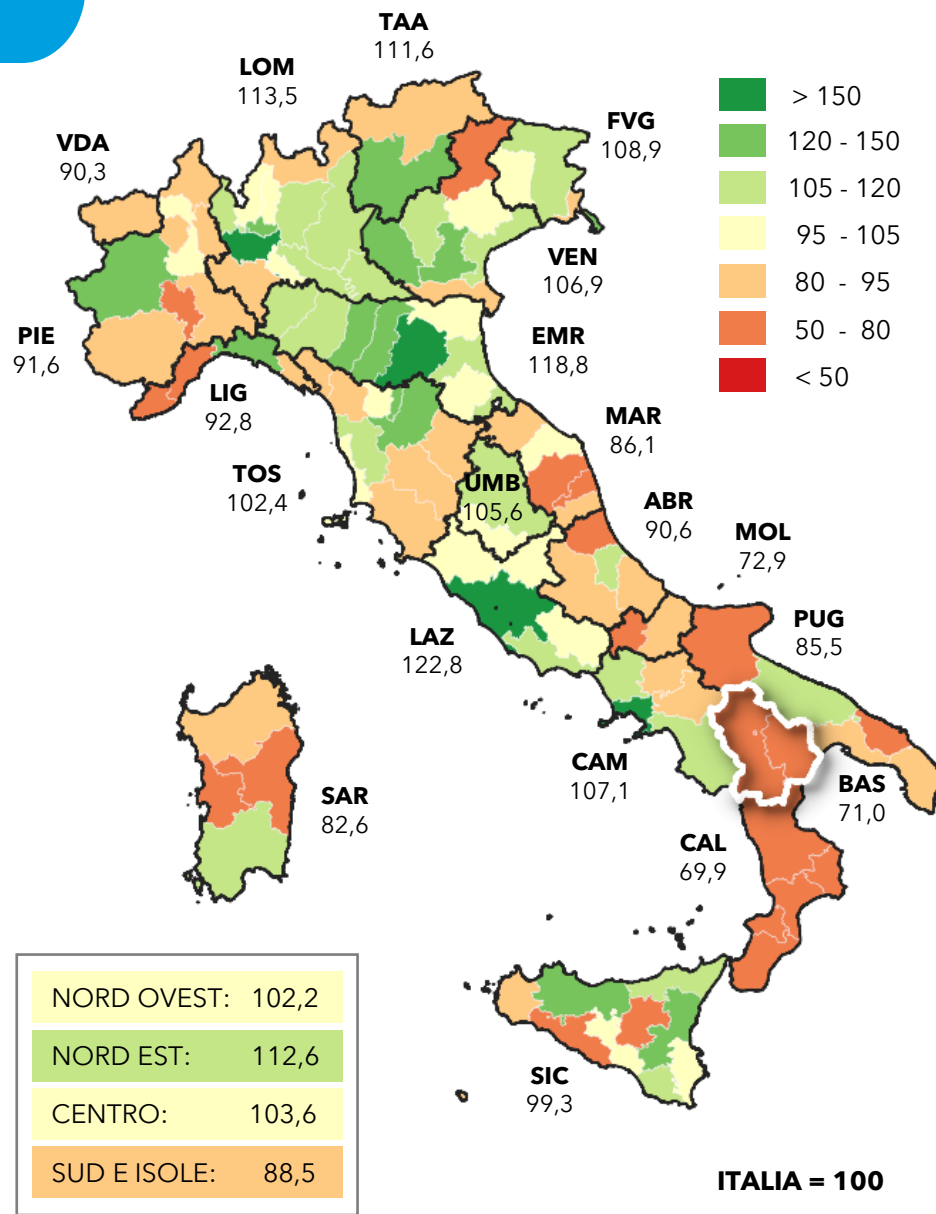 TAA
111,6
LOM
113,5
VDA
90,3
FVG
108,9
> 150
120 - 150
105 - 120
95 - 105
80 - 95
50 - 80
< 50
VEN
106,9
PIE
91,6
EMR
118,8
LIG
92,8
MAR
86,1
TOS
102,4
UMB
105,6
ABR
90,6
MOL
72,9
PUG
85,5
LAZ
122,8
CAM
107,1
BAS
71,0
SAR
82,6
CAL
69,9
SIC
99,3
NORD OVEST: 102,2
NORD EST: 112,6
CENTRO: 103,6
SUD E ISOLE: 88,5
ITALIA = 100